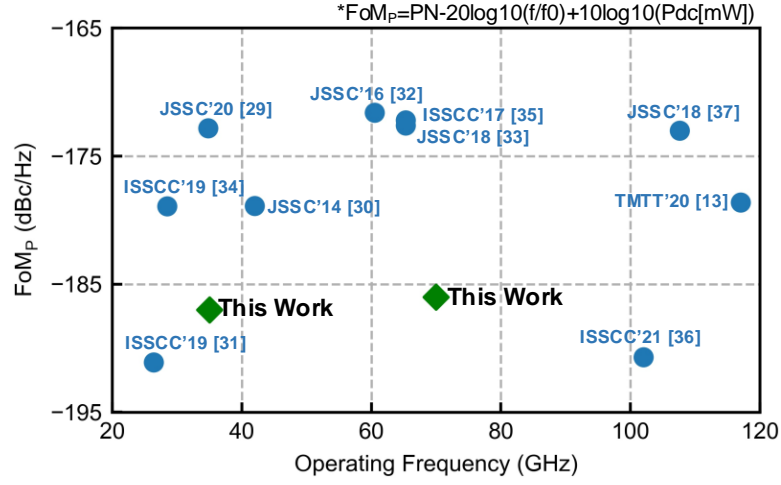 *FoMP=PN-20log10(f/f0)+10log10(Pdc[mW])
−165
−175
−185
−195
FoMP (dBc/Hz)
JSSC'16 [32]
JSSC'20 [29]
ISSCC'17 [35]
JSSC'18 [37]
JSSC'18 [33]
ISSCC'19 [34]
JSSC'14 [30]
TMTT'20 [13]
This Work
This Work
ISSCC'19 [31]
ISSCC'21 [36]
20
40
60
80
100
120
Operating Frequency (GHz)